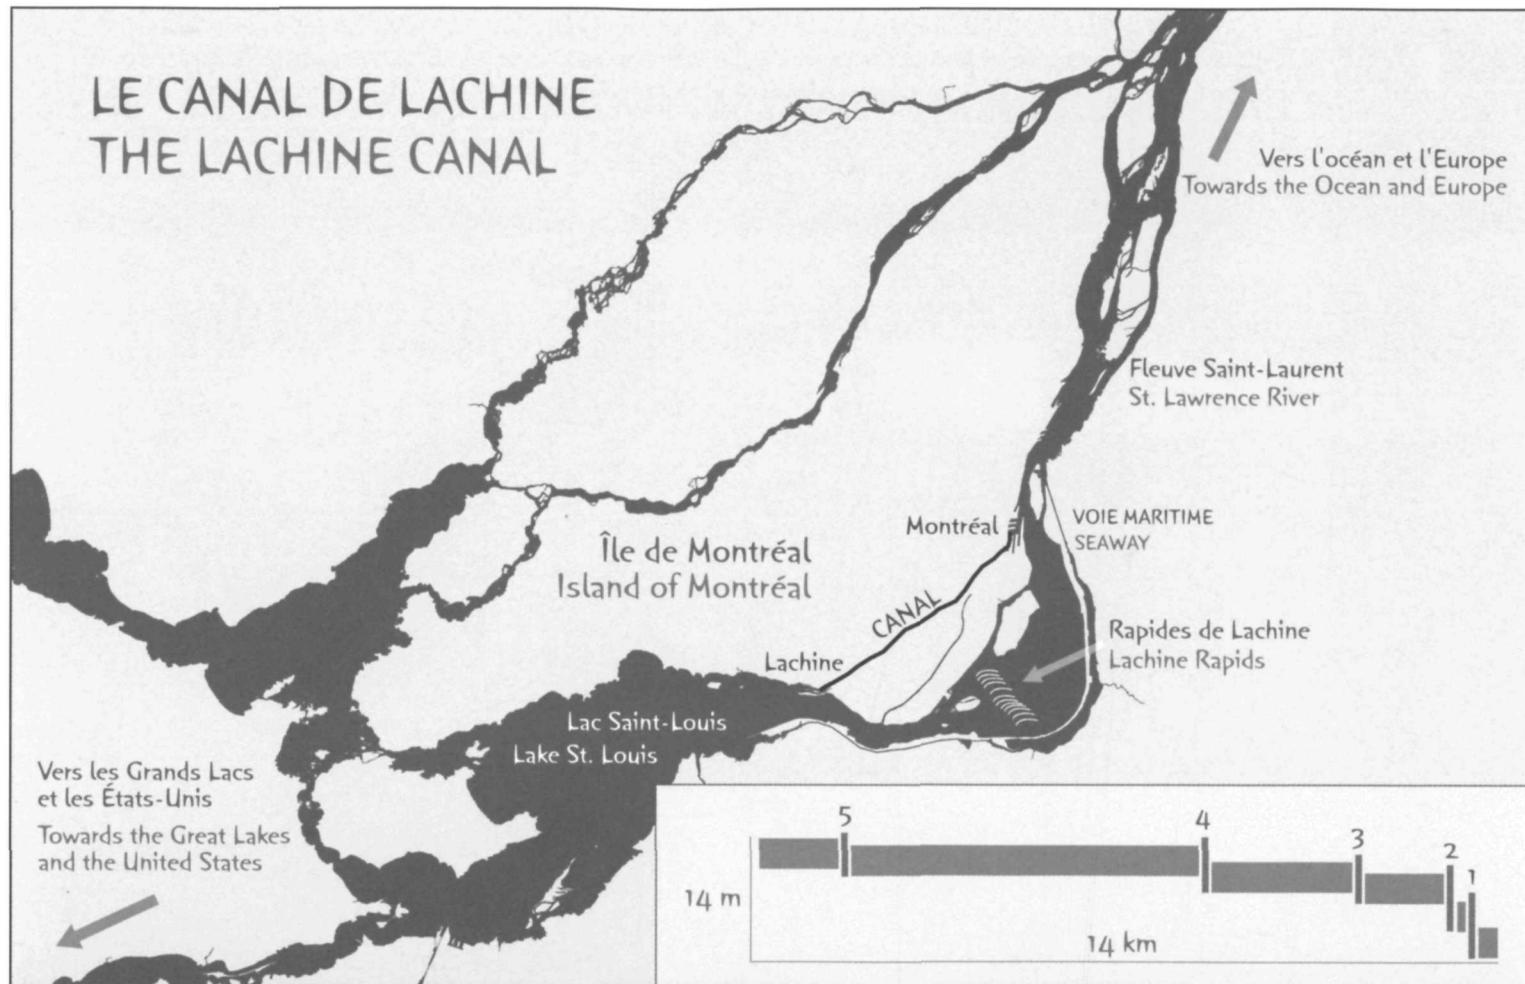 LE CANAL DE LACHINE
THE LACHINE CANAL
Vers l'océan et l'Europe
Towards the Ocean and Europe
Fleuve Saint-Laurent
St. Lawrence River
Montréal
VOIE MARITIME
SEAWAY
Île de Montréal
Island of Montréal
CANAL
Lachine
Rapides de Lachine
Lachine Rapids
Lac Saint-Louis
Lake St. Louis
Vers les Grands Lacs
et les États-Unis
Towards the Great Lakes
and the United States
5
4
3
2
1
14 m
14 km